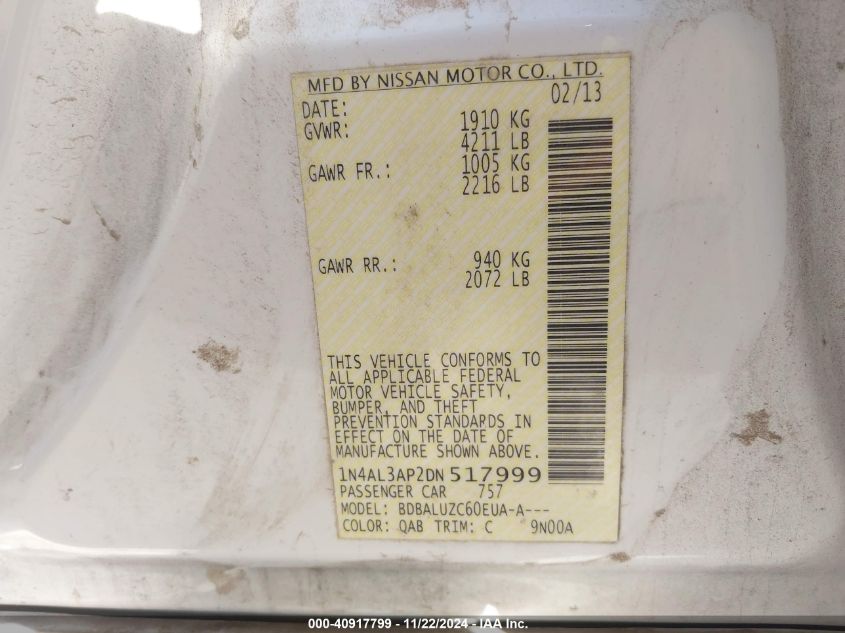 MFD BY NISSAN MOTOR CO., LTD.
DATE: 02/13
GVWR: 1910 KG
4211 LB
GAWR FR.: 1005 KG
2216 LB
GAWR RR.: 940 KG
2072 LB
THIS VEHICLE CONFORMS TO
ALL APPLICABLE FEDERAL
MOTOR VEHICLE SAFETY,
BUMPER, AND THEFT
PREVENTION STANDARDS IN
EFFECT ON THE DATE OF
MANUFACTURE SHOWN ABOVE.
1N4AL3AP2DN517999
PASSENGER CAR 757
MODEL: BDBALUZC60EUA-A---
COLOR: QAB TRIM: C 9N00A
000-40917799 - 11/22/2024 - IAA Inc.